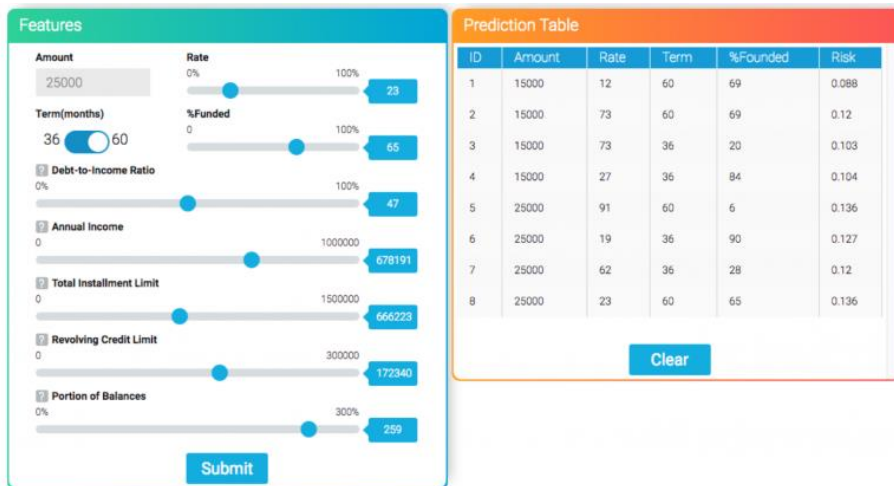 Features
Amount
25000
Rate
0% 100%
23
Term(months)
36 60
%Funded
0 100%
65
? Debt-to-Income Ratio
0% 100%
47
? Annual Income
0 1000000
678191
? Total Installment Limit
0 1500000
666223
? Revolving Credit Limit
0 300000
172340
? Portion of Balances
0% 300%
259
Submit
Prediction Table
ID Amount Rate Term %Founded Risk
1 15000 12 60 69 0.088
2 15000 73 60 69 0.12
3 15000 73 36 20 0.103
4 15000 27 36 84 0.104
5 25000 91 60 6 0.136
6 25000 19 36 90 0.127
7 25000 62 36 28 0.12
8 25000 23 60 65 0.136
Clear